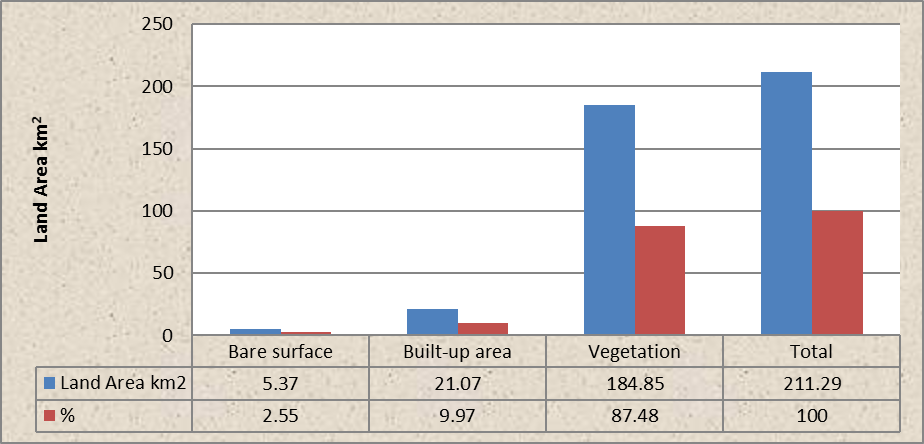 250
200
150
100
50
0
Land Area km²
Bare surface Built-up area Vegetation Total
Land Area km2 5.37 21.07 184.85 211.29
% 2.55 9.97 87.48 100